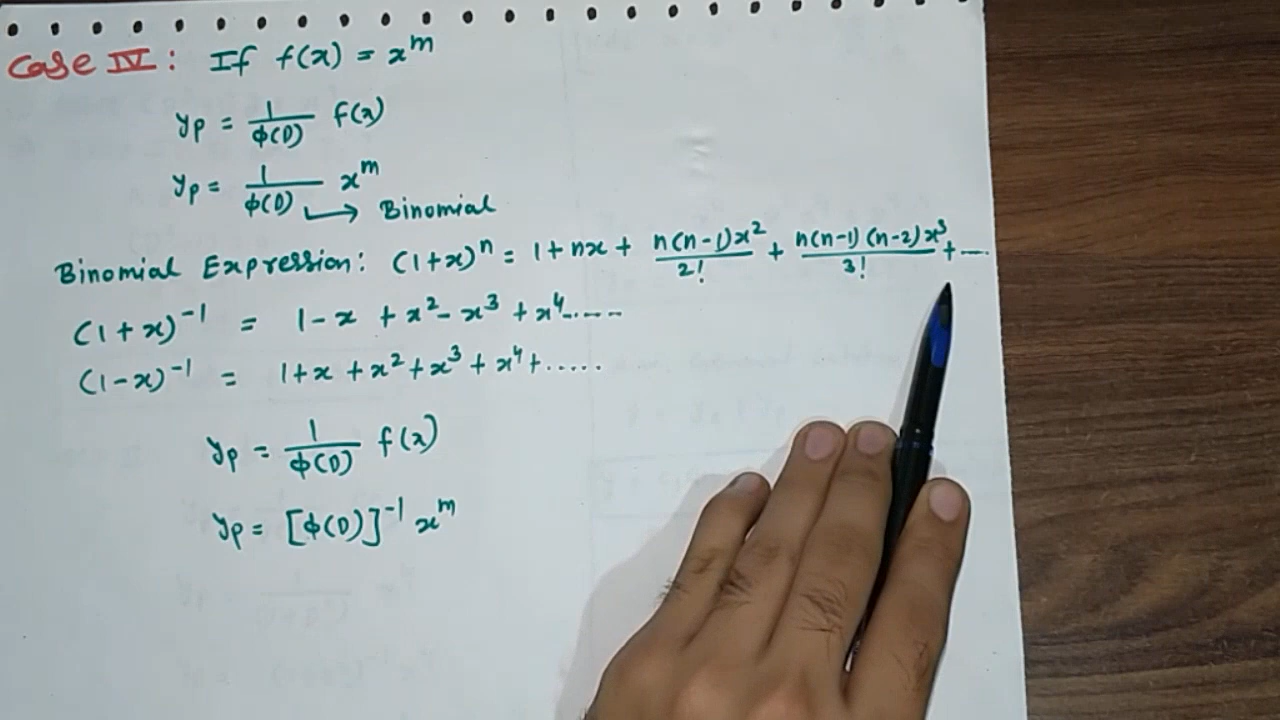 Case IV: If f(x) = x^m
yp = 1/ϕ(D) f(x)
yp = 1/ϕ(D) x^m
→ Binomial
Binomial Expression: (1+x)^n = 1 + nx + n(n-1)x^2/2! + n(n-1)(n-2)x^3/3! + ....
(1+x)^-1 = 1 - x + x^2 - x^3 + x^4 .....
(1-x)^-1 = 1 + x + x^2 + x^3 + x^4 + .....
yp = 1/ϕ(D) f(x)
yp = [ϕ(D)]^-1 x^m